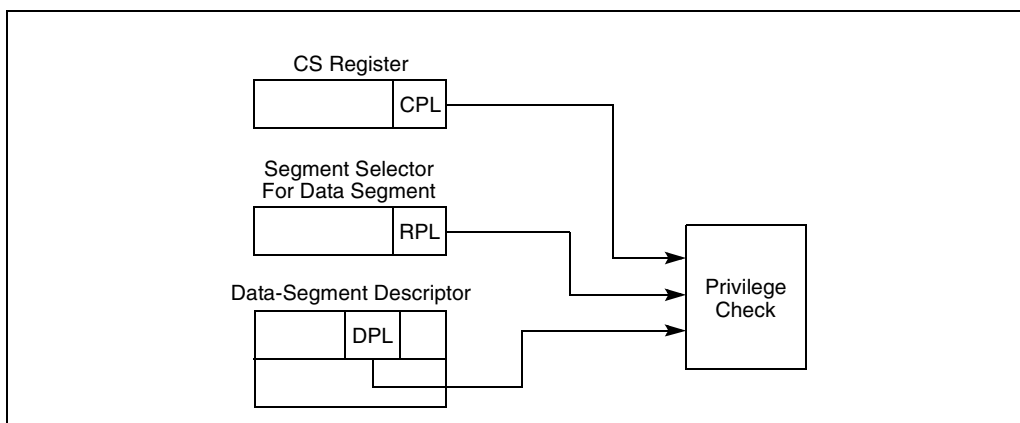 CS Register
CPL
Segment Selector
For Data Segment
RPL
Data-Segment Descriptor
DPL
Privilege
Check